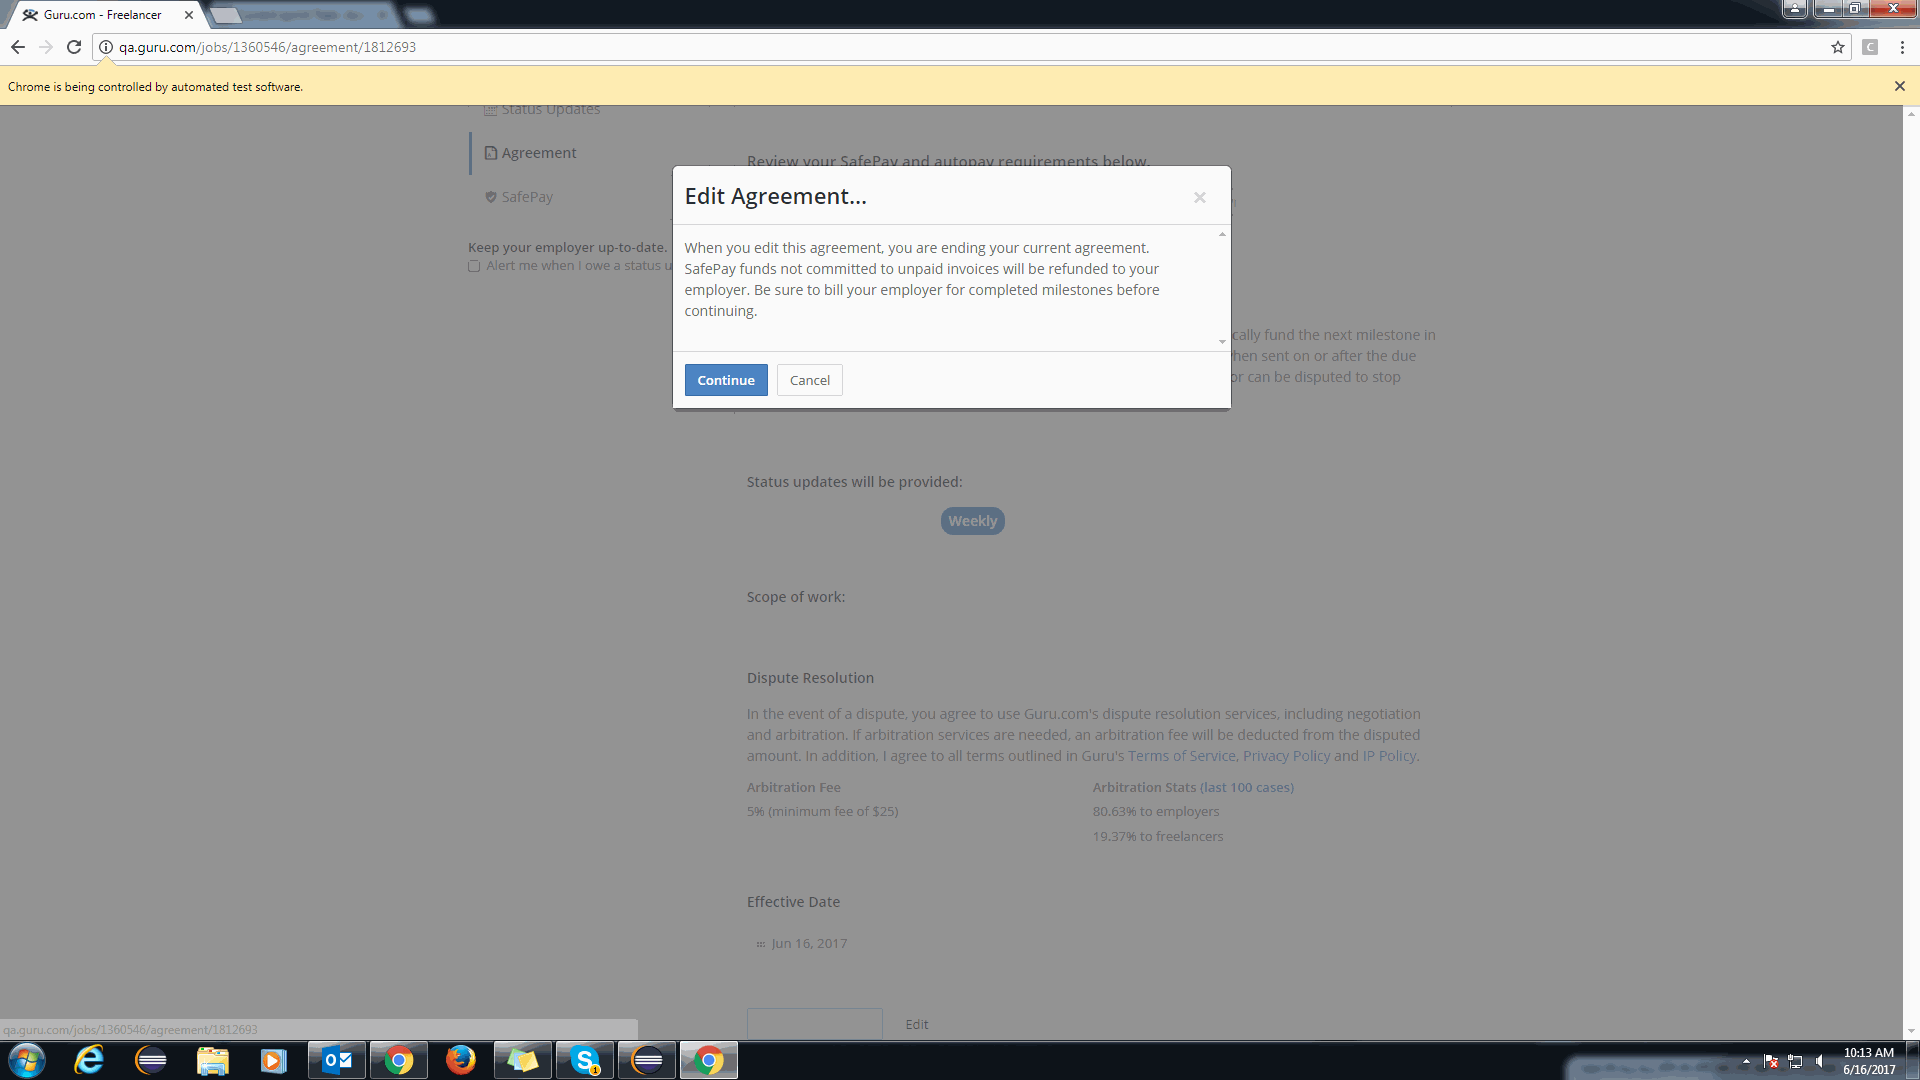 Guru.com - Freelancer
qa.guru.com/jobs/1360546/agreement/1812693
C
Chrome is being controlled by automated test software.
Status Updates
Agreement
SafePay
Keep your employer up-to-date.
Alert me when I owe a status u
Review your SafePay and autopay requirements below.
Edit Agreement...
When you edit this agreement, you are ending your current agreement.
SafePay funds not committed to unpaid invoices will be refunded to your
employer. Be sure to bill your employer for completed milestones before
continuing.
Continue
Cancel
cally fund the next milestone in
hen sent on or after the due
or can be disputed to stop
Status updates will be provided:
Weekly
Scope of work:
Dispute Resolution
In the event of a dispute, you agree to use Guru.com's dispute resolution services, including negotiation
and arbitration. If arbitration services are needed, an arbitration fee will be deducted from the disputed
amount. In addition, I agree to all terms outlined in Guru's Terms of Service, Privacy Policy and IP Policy.
Arbitration Fee
5% (minimum fee of $25)
Arbitration Stats (last 100 cases)
80.63% to employers
19.37% to freelancers
Effective Date
Jun 16, 2017
Edit
qa.guru.com/jobs/1360546/agreement/1812693
10:13 AM
6/16/2017